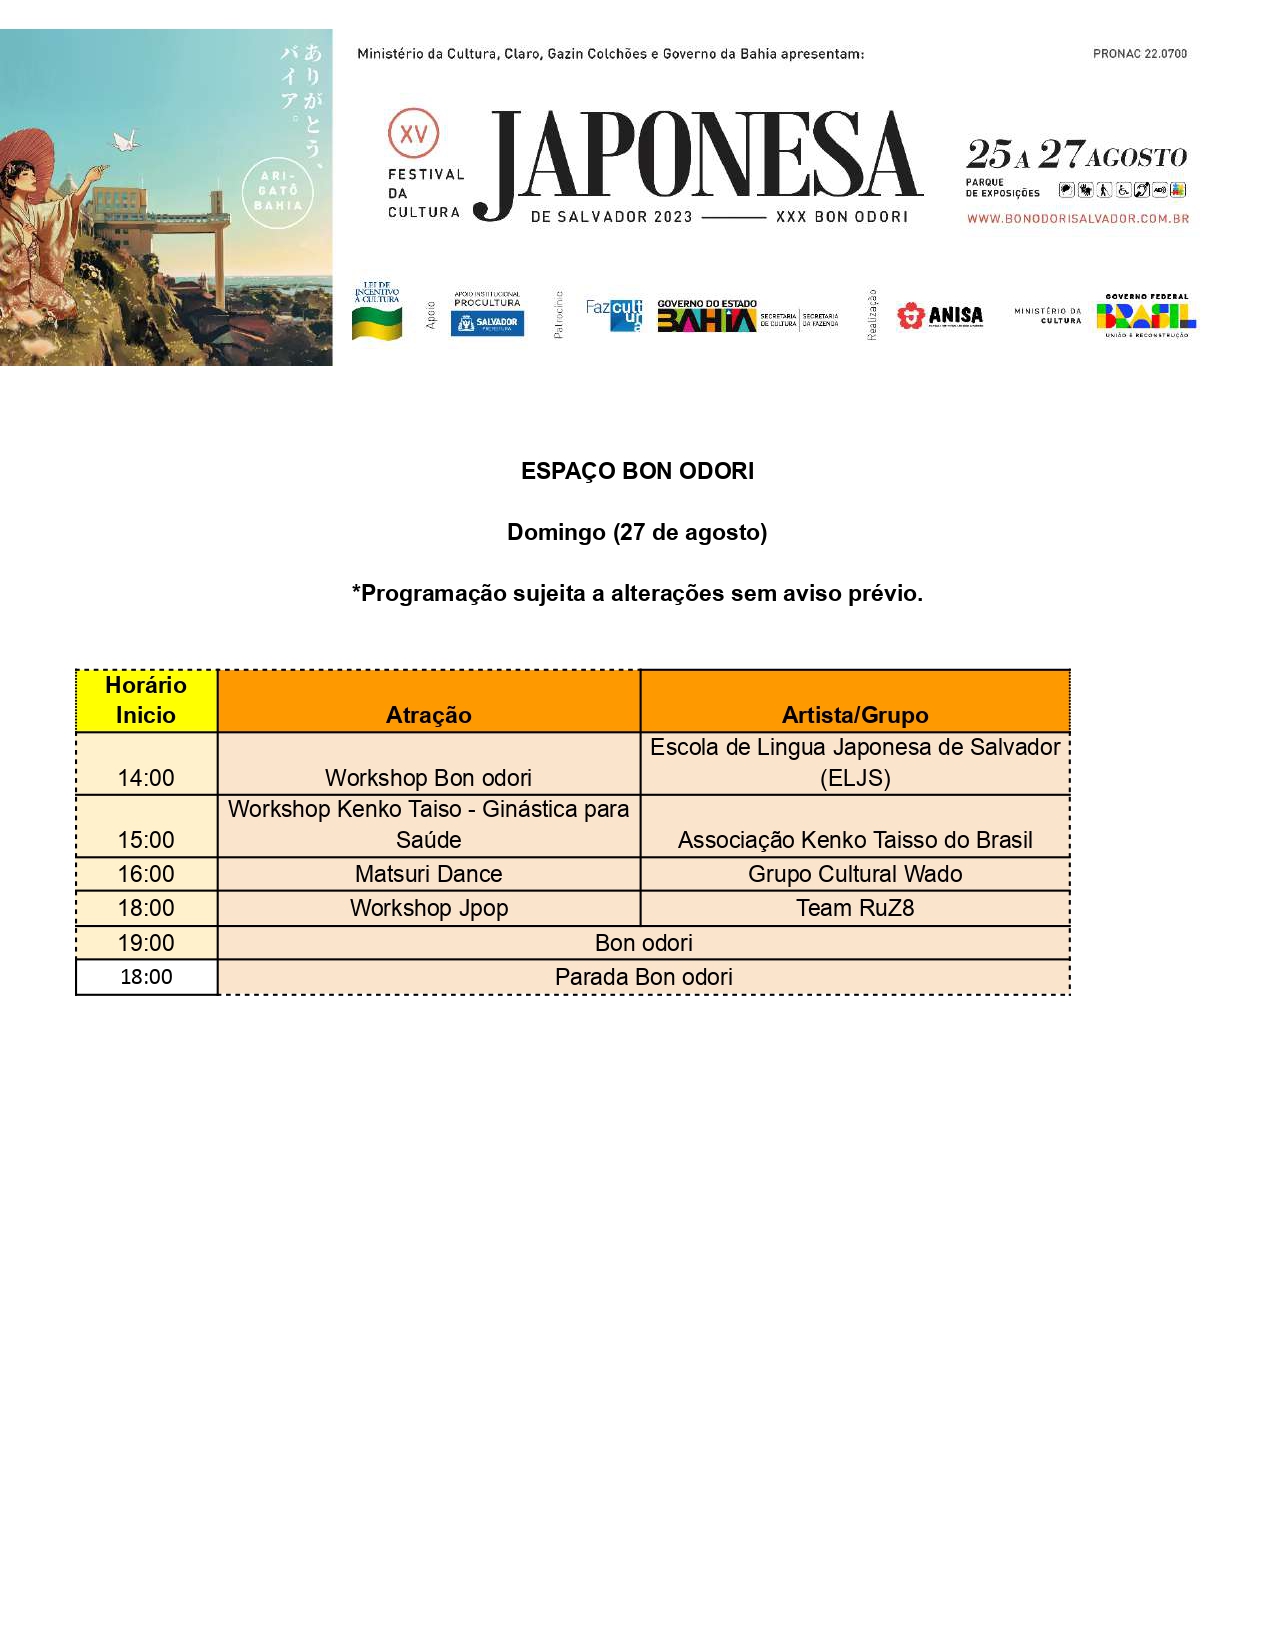 ありがとう、
バイア。
ARI-
GATÔ
BAHIA
Ministério da Cultura, Claro, Gazin Colchões e Governo da Bahia apresentam:
PRONAC 22.0700
XV
FESTIVAL
DA
CULTURA
JAPONESA
DE SALVADOR 2023 XXX BON ODORI
25 A 27 AGOSTO
PARQUE
DE EXPOSIÇÕES
WWW.BONODORISALVADOR.COM.BR
LEI DE
INCENTIVO
À CULTURA
Apoio
APOIO INSTITUCIONAL
PROCULTURA
SALVADOR
PREFEITURA
Patrocínio
Fazcultura
GOVERNO DO ESTADO
BAHIA
SECRETARIA
DE CULTURA
SECRETARIA
DA FAZENDA
Realização
ANISA
MINISTÉRIO DA
CULTURA
GOVERNO FEDERAL
BRASIL
UNIÃO E RECONSTRUÇÃO
ESPAÇO BON ODORI
Domingo (27 de agosto)
*Programação sujeita a alterações sem aviso prévio.
Horário
Inicio
Atração
Artista/Grupo
14:00
Workshop Bon odori
Escola de Lingua Japonesa de Salvador
(ELJS)
15:00
Workshop Kenko Taiso - Ginástica para
Saúde
Associação Kenko Taisso do Brasil
16:00
Matsuri Dance
Grupo Cultural Wado
18:00
Workshop Jpop
Team RuZ8
19:00
Bon odori
18:00
Parada Bon odori